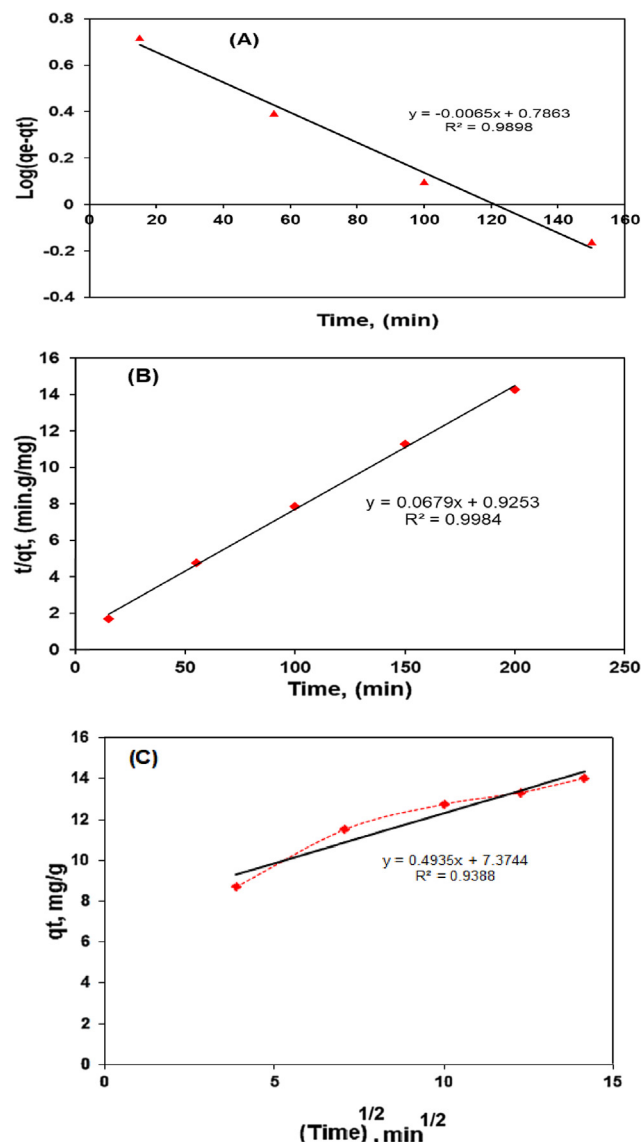 (A)
0.8
0.6
0.4
0.2
0
-0.2
-0.4
Log(qe-qt)
y = -0.0065x + 0.7863
R² = 0.9898
0 20 40 60 80 100 120 140 160
Time, (min)
(B)
16
14
12
10
8
6
4
2
0
t/qt, (min.g/mg)
y = 0.0679x + 0.9253
R² = 0.9984
0 50 100 150 200 250
Time, (min)
(C)
16
14
12
10
8
6
4
2
0
qt, mg/g
y = 0.4935x + 7.3744
R² = 0.9388
0 5 10 15
(Time)^1/2, min^1/2